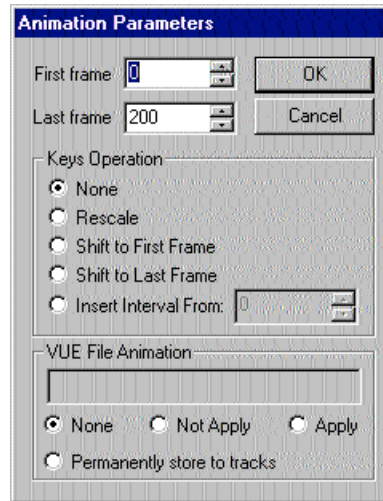 Animation Parameters
First frame 0 OK
Last frame 200 Cancel
Keys Operation
None
Rescale
Shift to First Frame
Shift to Last Frame
Insert Interval From: 0
VUE File Animation
None Not Apply Apply
Permanently store to tracks